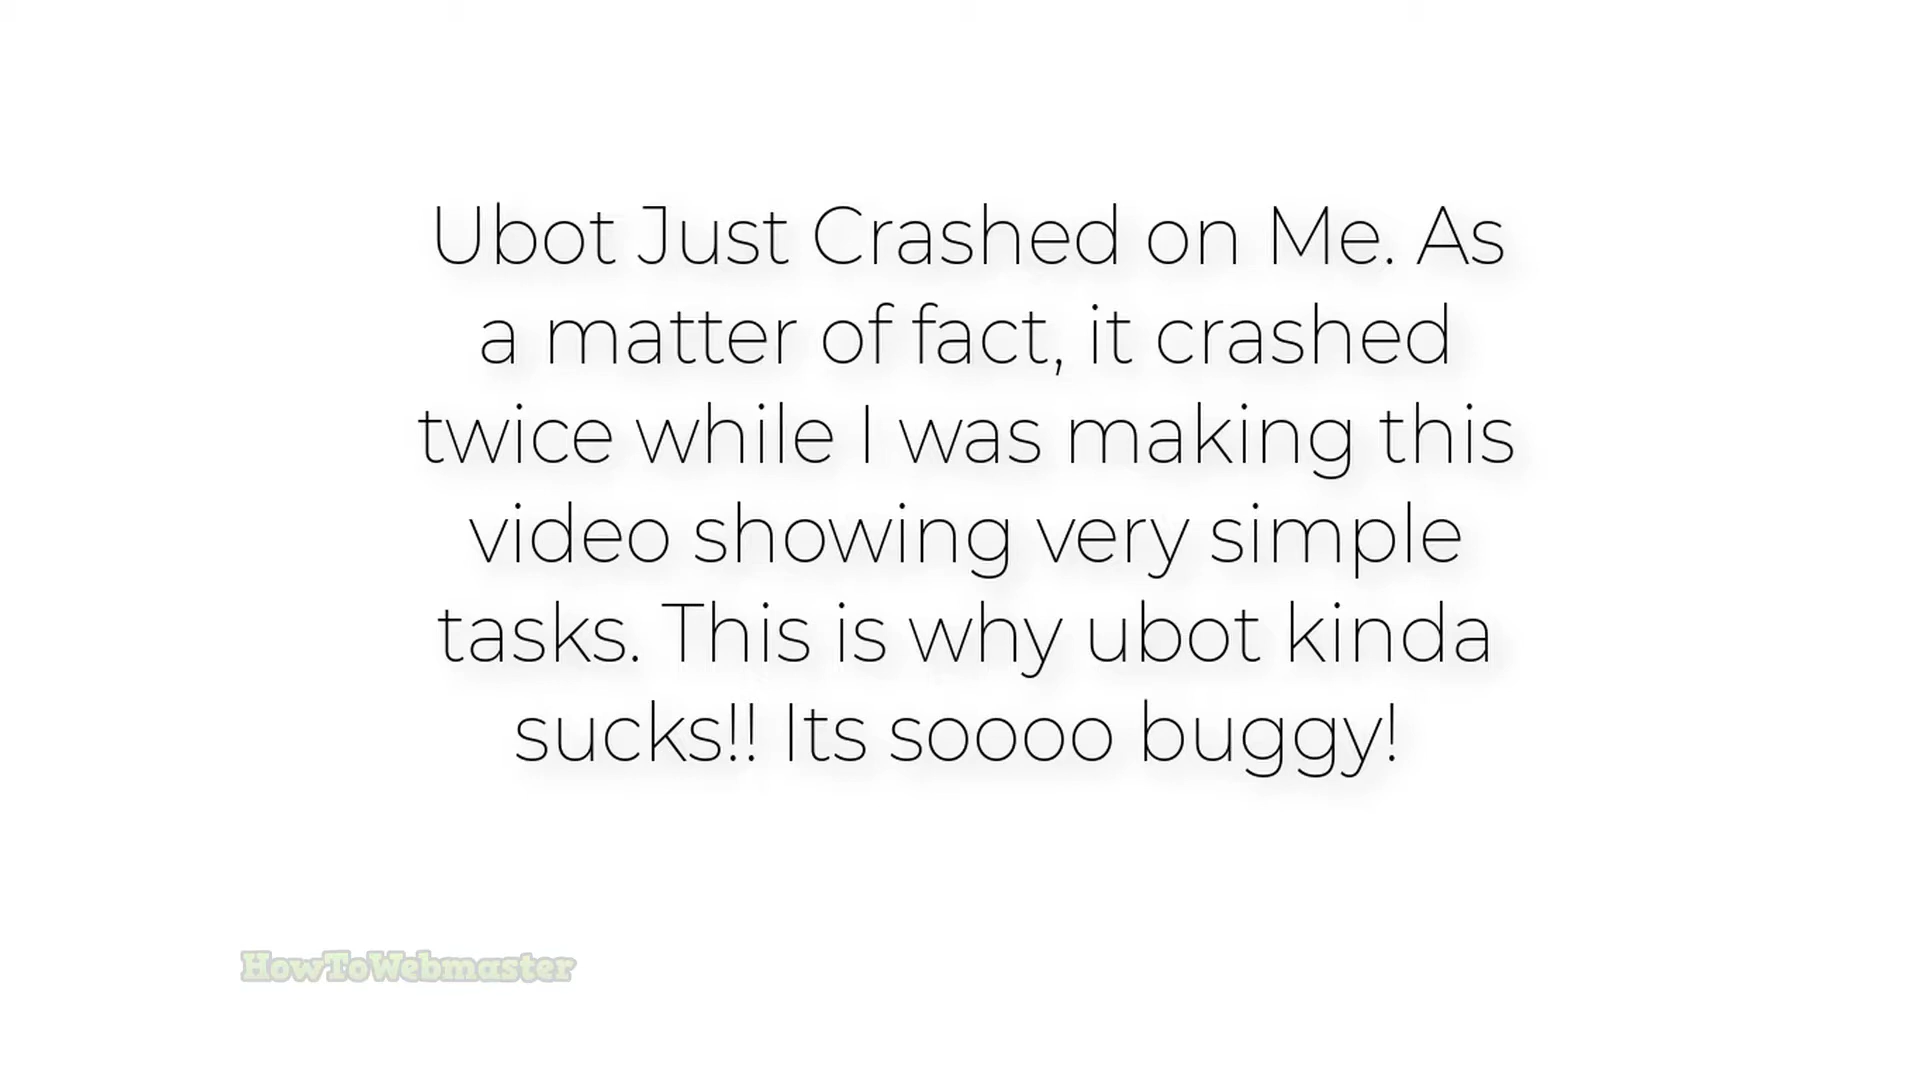 Ubot Just Crashed on Me. As
a matter of fact, it crashed
twice while I was making this
video showing very simple
tasks. This is why ubot kinda
sucks!! Its soooo buggy!
HowToWebmaster